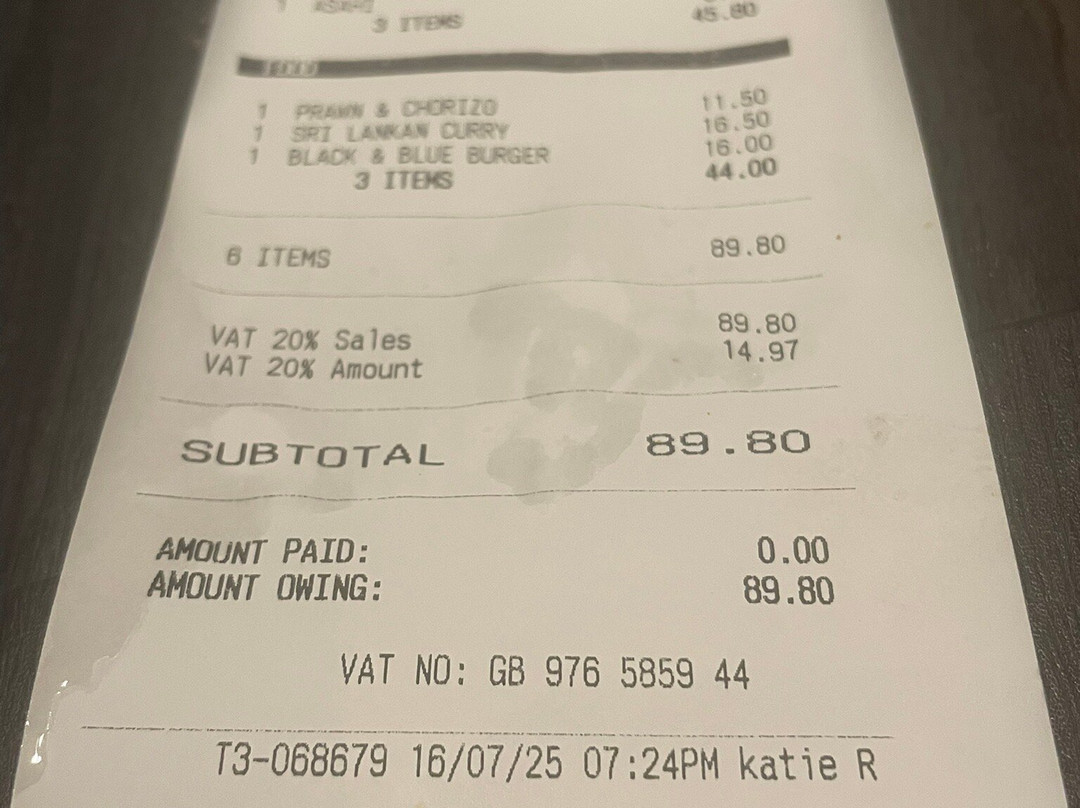 1
3 ITEMS 45.80
FOOD
1 PRAWN & CHORIZO 11.50
1 SRI LANKAN CURRY 16.50
1 BLACK & BLUE BURGER 16.00
3 ITEMS 44.00
6 ITEMS 89.80
VAT 20% Sales 89.80
VAT 20% Amount 14.97
SUBTOTAL 89.80
AMOUNT PAID: 0.00
AMOUNT OWING: 89.80
VAT NO: GB 976 5859 44
T3-068679 16/07/25 07:24PM katie R